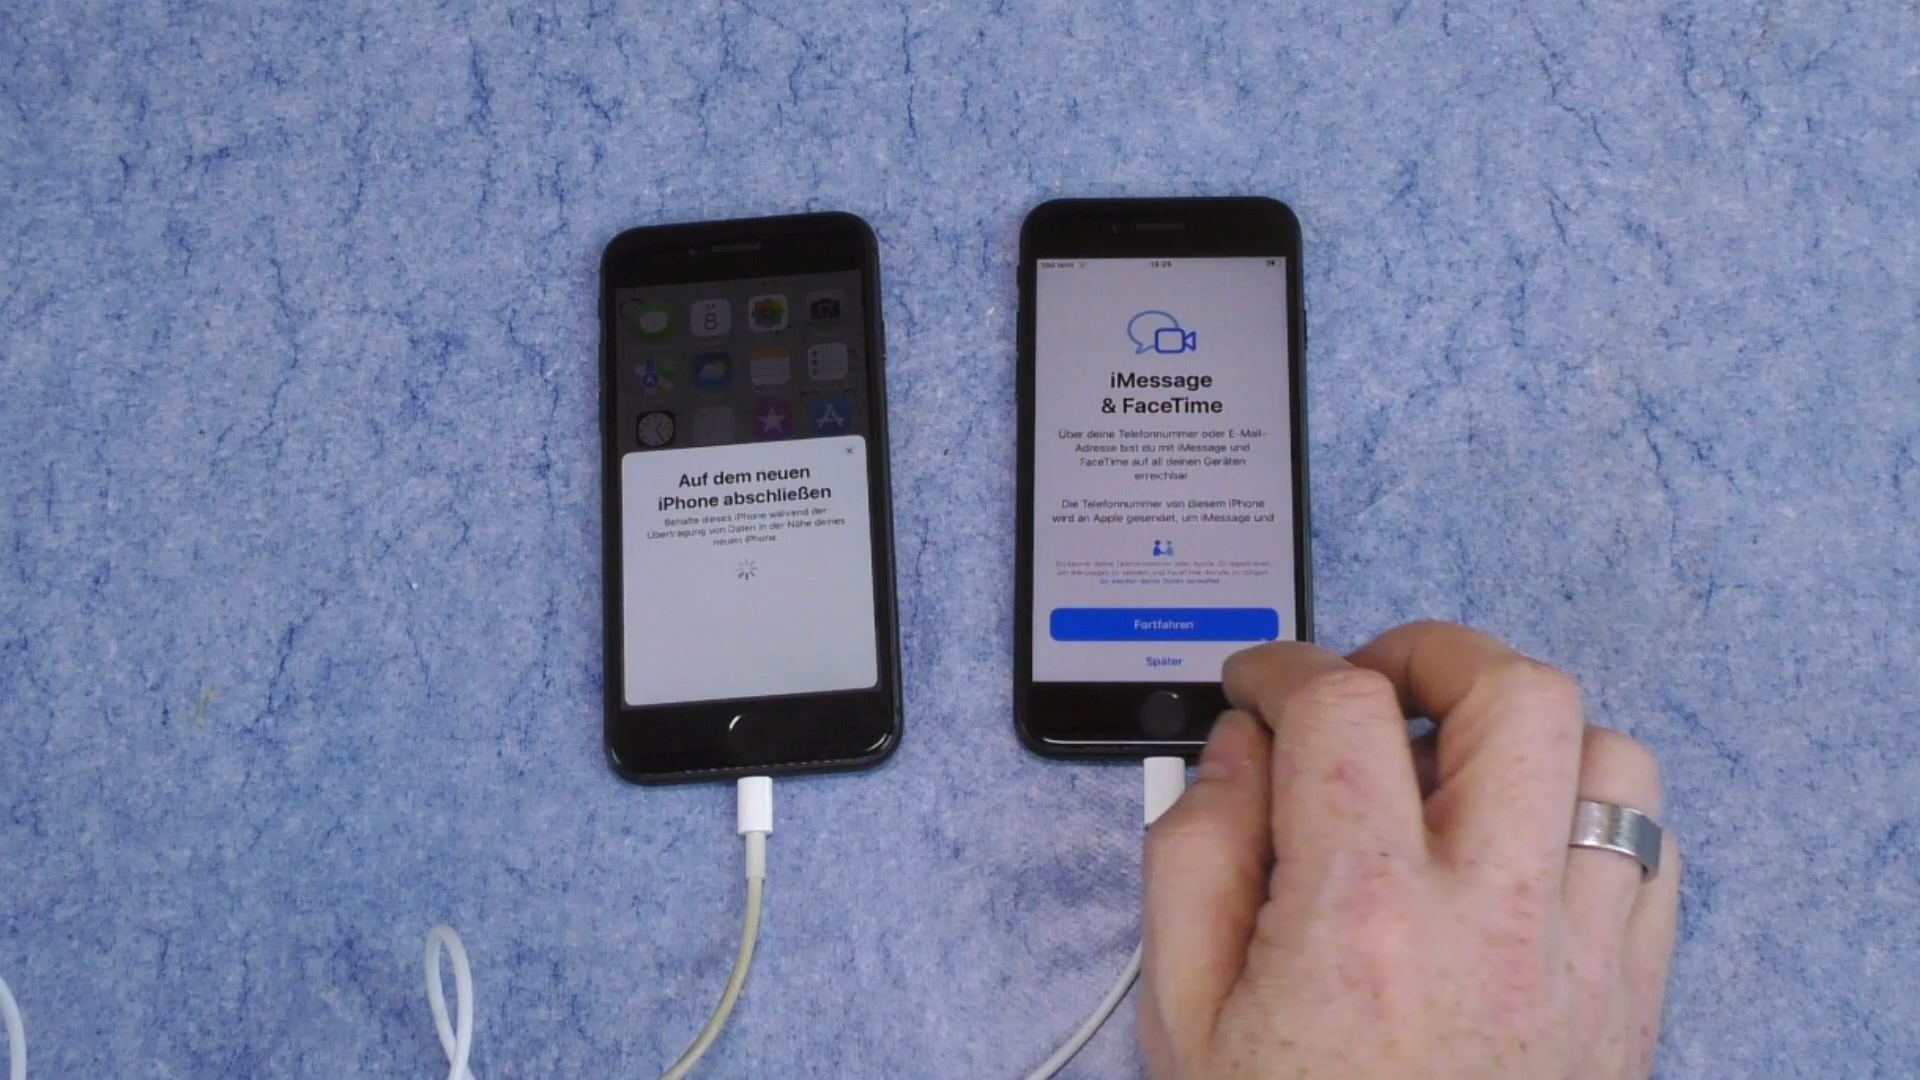 8
Auf dem neuen
iPhone abschließen
Behalte dieses iPhone während der
Übertragung von Daten in der Nähe deines
neuen iPhone.
iMessage
& FaceTime
Über deine Telefonnummer oder E-Mail-
Adresse bist du mit iMessage und
FaceTime auf all deinen Geräten
erreichbar
Die Telefonnummer von diesem iPhone
wird an Apple gesendet, um iMessage und
Fortfahren
Später